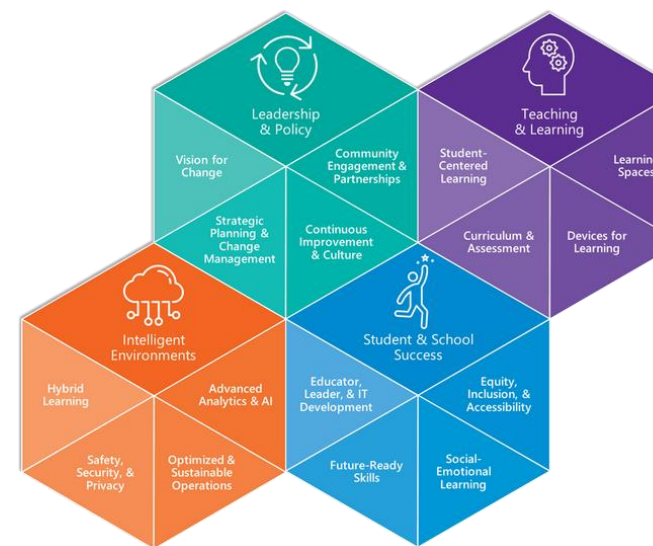 Leadership
& Policy
Vision for
Change
Community
Engagement &
Partnerships
Strategic
Planning &
Change
Management
Continuous
Improvement
& Culture
Teaching
& Learning
Student-
Centered
Learning
Learning
Spaces
Curriculum &
Assessment
Devices for
Learning
Intelligent
Environments
Hybrid
Learning
Advanced
Analytics & AI
Safety,
Security, &
Privacy
Optimized &
Sustainable
Operations
Student & School
Success
Educator,
Leader, & IT
Development
Equity,
Inclusion, &
Accessibility
Future-Ready
Skills
Social-
Emotional
Learning